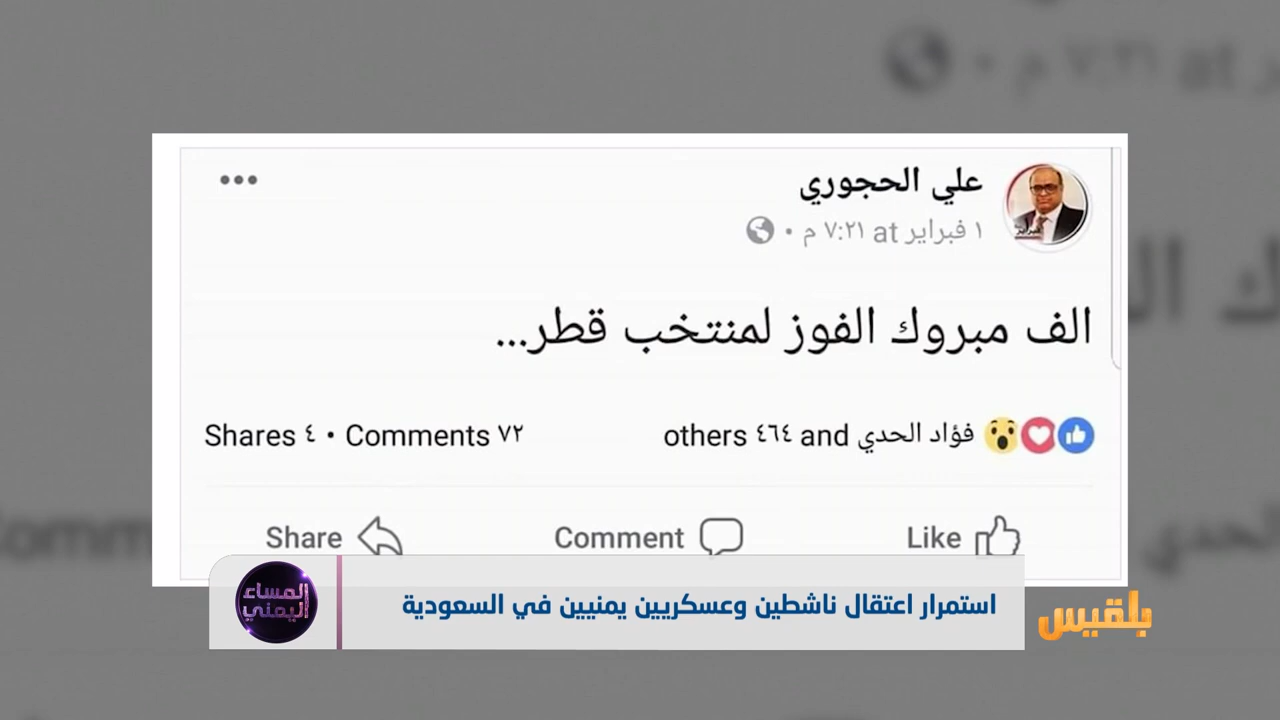 علي الحجوري
١ فبراير at ٧:٢١ م
الف مبروك الفوز لمنتخب قطر...
فؤاد الحدي and ٤٦٤ others
٧٢ Comments • ٤ Shares
Like
Comment
Share
استمرار اعتقال ناشطين وعسكريين يمنيين في السعودية
المساء
اليمني
بلقيس